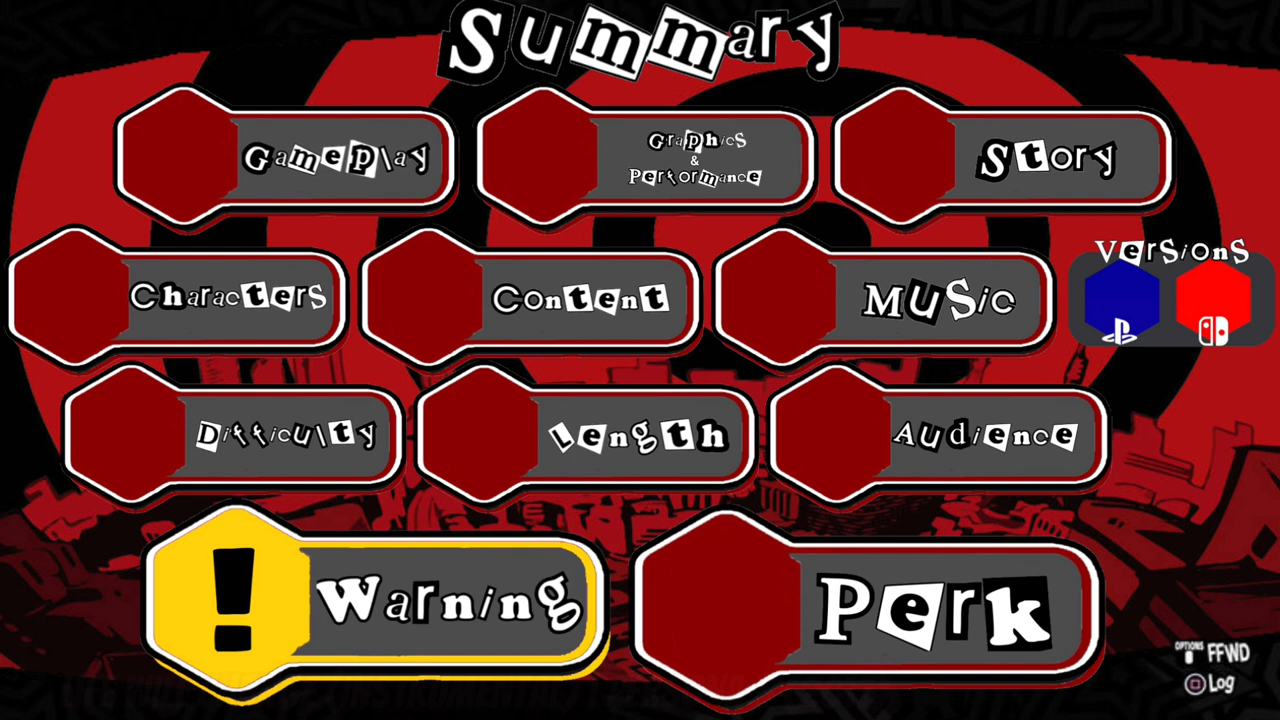 Summary
Gameplay
Graphics
&
Performance
Story
Characters
Content
Music
Versions
Difficulty
Length
Audience
! Warning
Perk
OPTIONS FFWD
Log